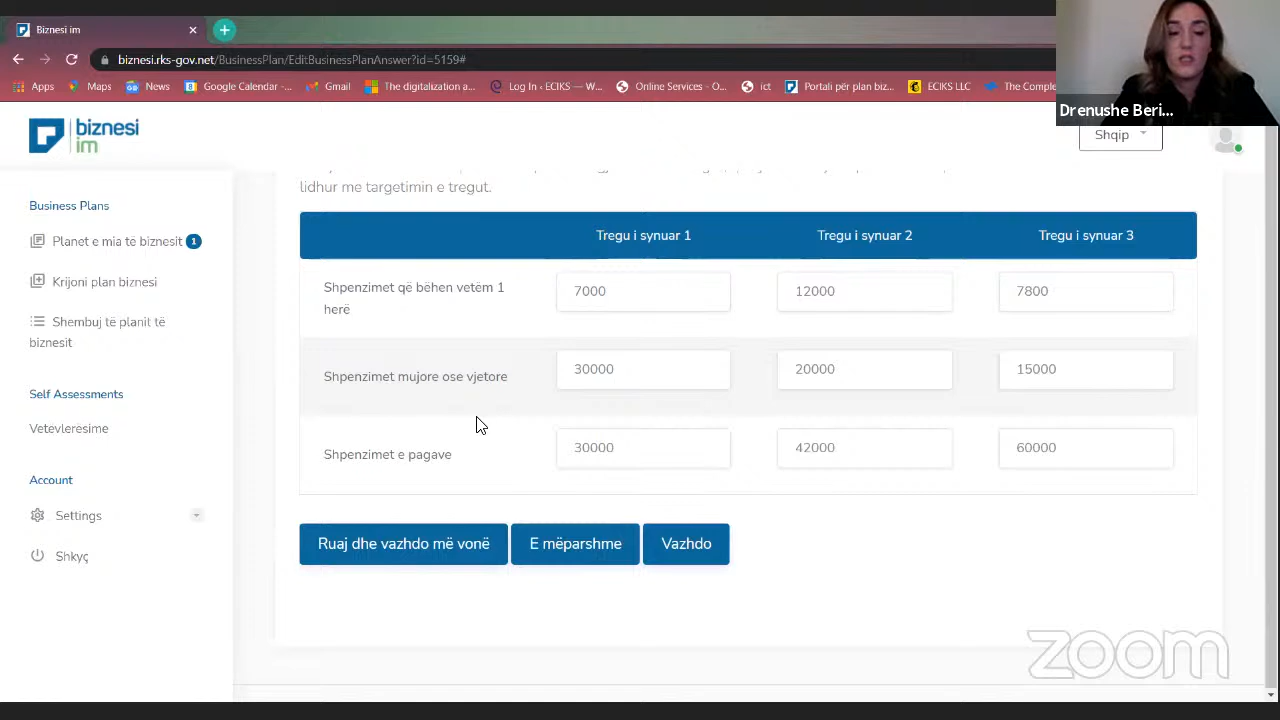 Biznesi im
biznesi.rks-gov.net/BusinessPlan/EditBusinessPlanAnswer?id=5159#
Apps Maps News Google Calendar -... Gmail The digitalization a... Log In ‹ ECIKS — W... Online Services - O... ict Portali për plan biz... ECIKS LLC The Comple
Drenushe Beri...
biznesi
im
Shqip
lidhur me targetimin e tregut.
Business Plans
Planet e mia të biznesit 1
Krijoni plan biznesi
Shembuj të planit të
biznesit
Self Assessments
Vetëvlerësime
Account
Settings
Shkyç
Tregu i synuar 1 Tregu i synuar 2 Tregu i synuar 3
Shpenzimet që bëhen vetëm 1
herë
7000 12000 7800
Shpenzimet mujore ose vjetore 30000 20000 15000
Shpenzimet e pagave 30000 42000 60000
Ruaj dhe vazhdo më vonë E mëparshme Vazhdo
zoom